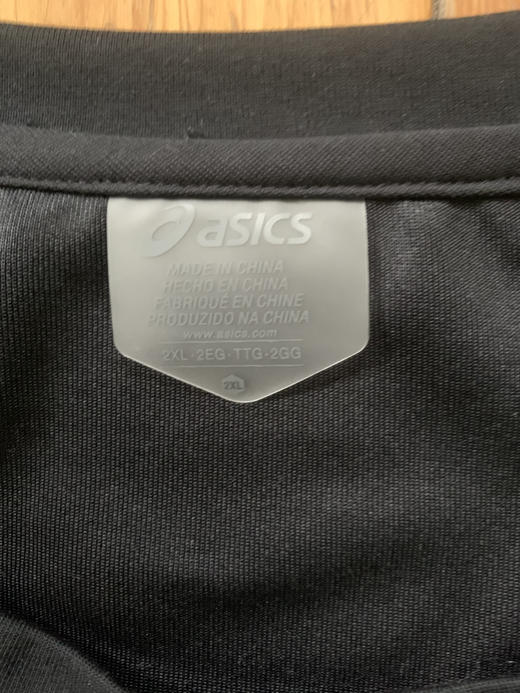 asics
MADE IN CHINA
HECHO EN CHINA
FABRIQUÉ EN CHINE
PRODUZIDO NA CHINA
www.asics.com
2XL·2EG·TTG·2GG
2XL